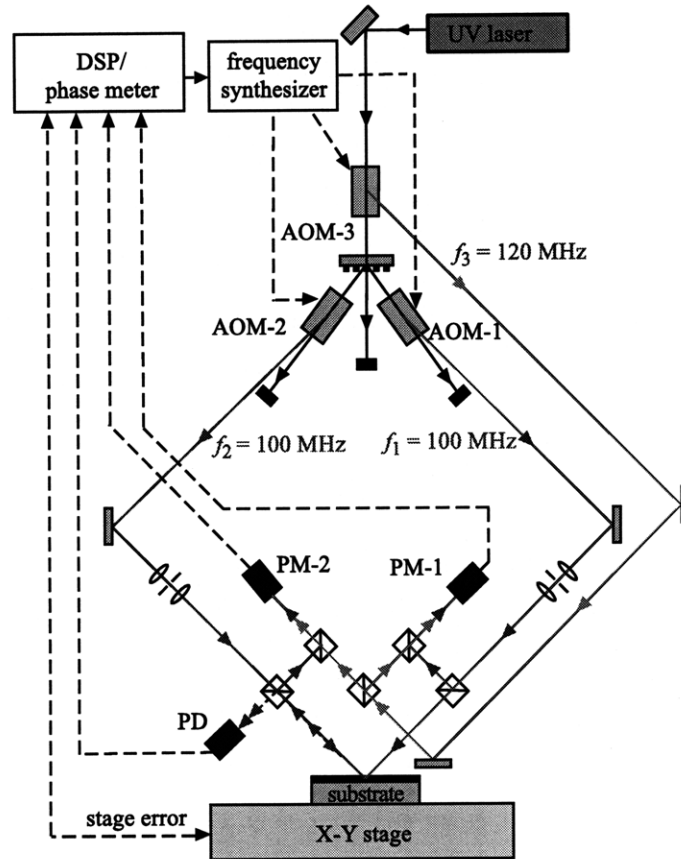 UV laser
DSP/
phase meter
frequency
synthesizer
AOM-3
f₃ = 120 MHz
AOM-2
AOM-1
f₂ = 100 MHz
f₁ = 100 MHz
PM-2
PM-1
PD
substrate
stage error
X-Y stage